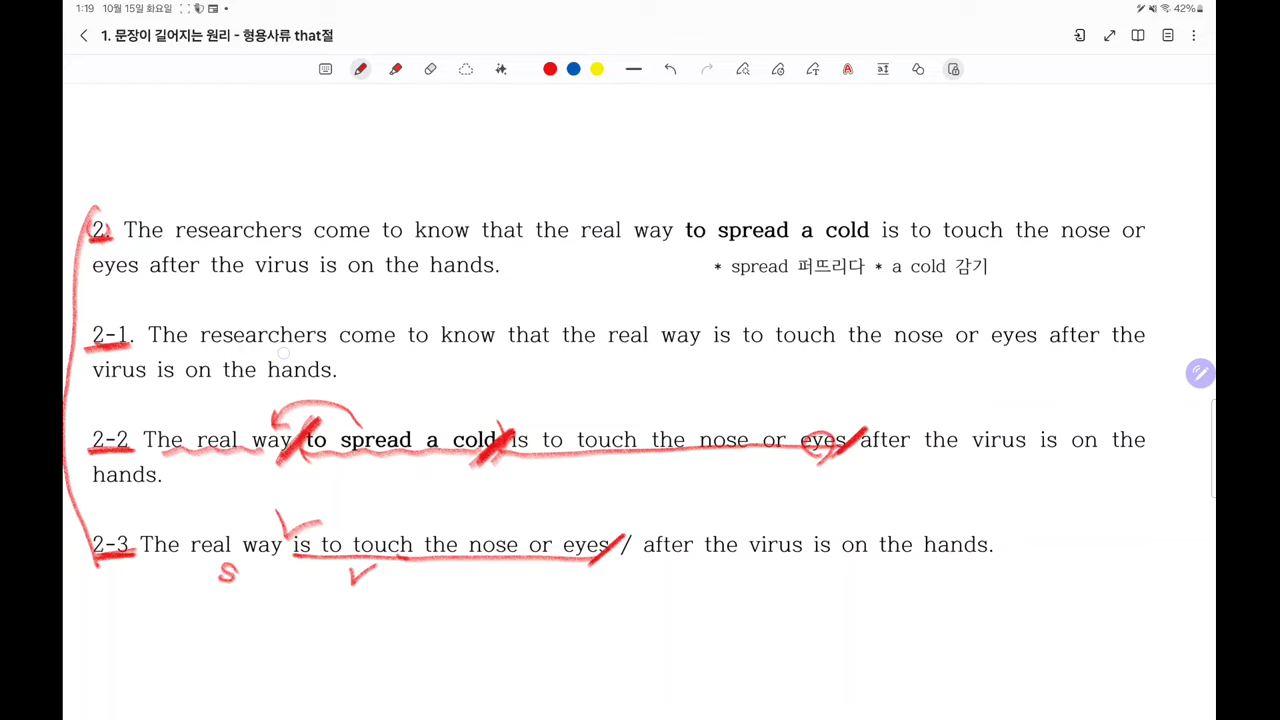 1:19 10월 15일 화요일
42%
1. 문장이 길어지는 원리 - 형용사류 that절
2. The researchers come to know that the real way to spread a cold is to touch the nose or
eyes after the virus is on the hands.
* spread 퍼뜨리다 * a cold 감기
2-1. The researchers come to know that the real way is to touch the nose or eyes after the
virus is on the hands.
2-2 The real way to spread a cold is to touch the nose or eyes after the virus is on the
hands.
2-3 The real way is to touch the nose or eyes / after the virus is on the hands.
S V